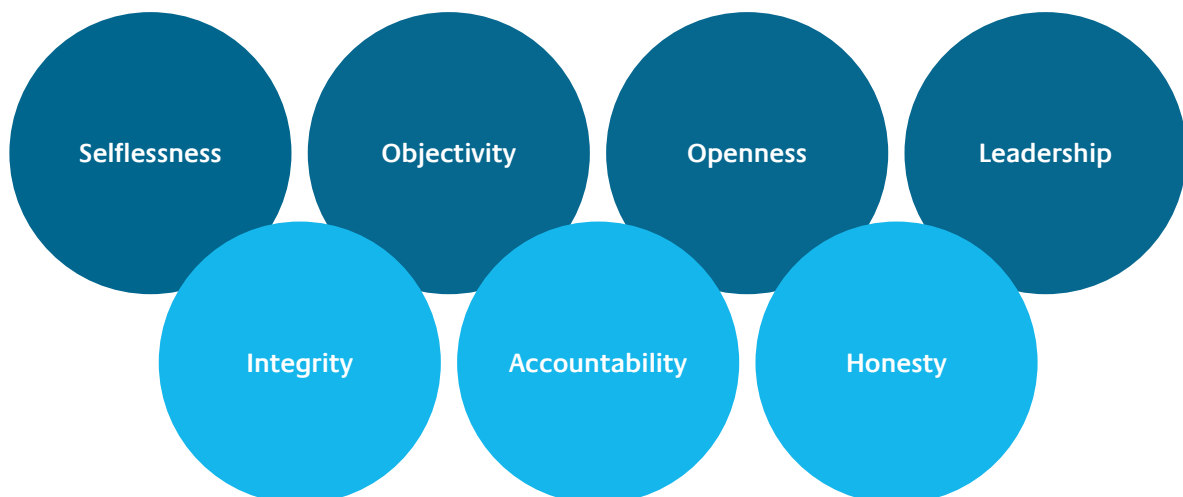 Selflessness
Objectivity
Openness
Leadership
Integrity
Accountability
Honesty